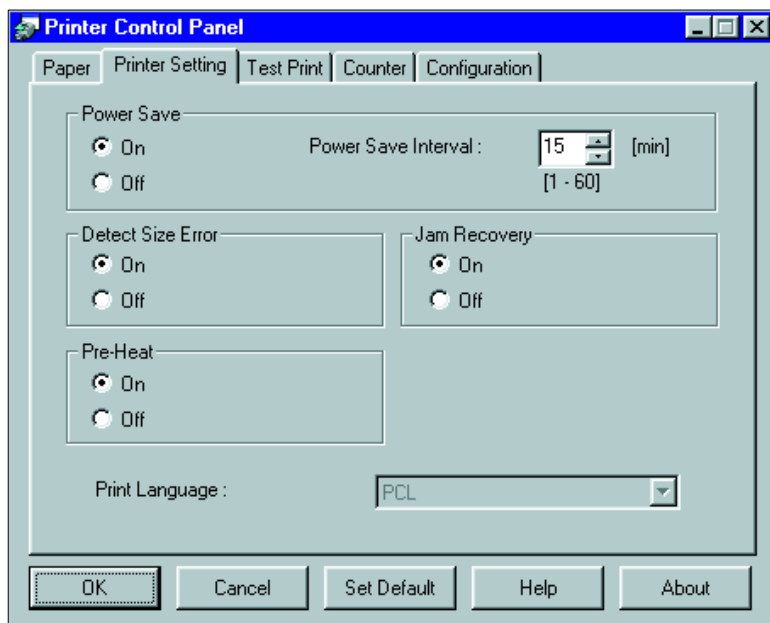 Printer Control Panel
Paper Printer Setting Test Print Counter Configuration
Power Save
On Power Save Interval : 15 [min]
Off [1 - 60]
Detect Size Error
On
Off
Jam Recovery
On
Off
Pre-Heat
On
Off
Print Language : PCL
OK Cancel Set Default Help About